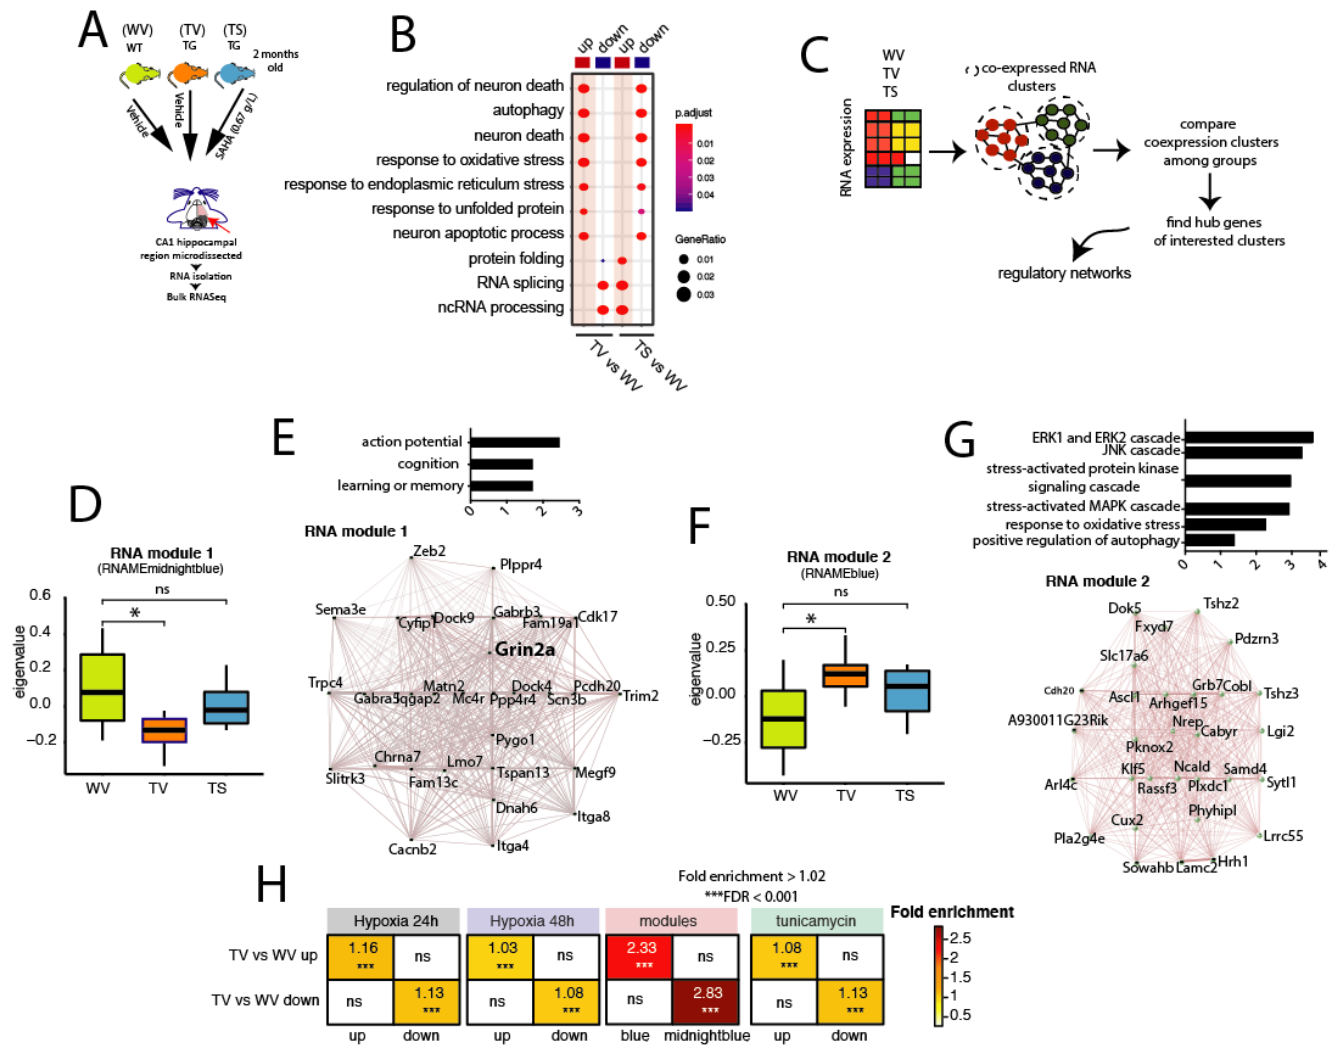 A
(WV)
WT
(TV)
TG
(TS)
TG
2 months
old
Vehicle
Vehicle
SAHA (0.67 g/L)
CA1 hippocampal
region microdissected
RNA isolation
Bulk RNASeq
B
up
down
up
down
regulation of neuron death
autophagy
neuron death
response to oxidative stress
response to endoplasmic reticulum stress
response to unfolded protein
neuron apoptotic process
protein folding
RNA splicing
ncRNA processing
TV vs WV
TS vs WV
p.adjust
0.01
0.02
0.03
0.04
GeneRatio
0.01
0.02
0.03
C
WV
TV
TS
RNA expression
co-expressed RNA
clusters
compare
coexpression clusters
among groups
find hub genes
of interested clusters
regulatory networks
D
RNA module 1
(RNAMEmidnightblue)
ns
*
eigenvalue
0.6
0.4
0.2
0.0
−0.2
WV
TV
TS
E
action potential
cognition
learning or memory
0
1
2
3
RNA module 1
Zeb2
Plppr4
Sema3e
Cyfip1
Dock9
Gabrb3
Fam19a1
Cdk17
Grin2a
Trpc4
Gabra5
Iqgap2
Matn2
Mc4r
Ppp4r4
Dock4
Scn3b
Pcdh20
Trim2
Pygo1
Chrna7
Lmo7
Slitrk3
Fam13c
Tspan13
Megf9
Dnah6
Itga8
Cacnb2
Itga4
F
RNA module 2
(RNAMEblue)
ns
*
eigenvalue
0.50
0.25
0.00
−0.25
WV
TV
TS
G
ERK1 and ERK2 cascade
JNK cascade
stress-activated protein kinase
signaling cascade
stress-activated MAPK cascade
response to oxidative stress
positive regulation of autophagy
0
1
2
3
4
RNA module 2
Dok5
Tshz2
Fxyd7
Pdzrn3
Slc17a6
Cdh20
Ascl1
Grb7
Cobl
Tshz3
Arhgef15
A930011G23Rik
Nrep
Cabyr
Lgi2
Pknox2
Klf5
Ncald
Samd4
Arl4c
Rassf3
Plxdc1
Sytl1
Cux2
Phyhipl
Pla2g4e
Lrrc55
Sowahb
Lamc2
Hrh1
H
Fold enrichment > 1.02
***FDR < 0.001
Hypoxia 24h
Hypoxia 48h
modules
tunicamycin
TV vs WV up
1.16
***
ns
1.03
***
ns
2.33
***
ns
1.08
***
ns
TV vs WV down
ns
1.13
***
ns
1.08
***
ns
2.83
***
ns
1.13
***
up
down
up
down
blue
midnightblue
up
down
Fold enrichment
2.5
2
1.5
1
0.5